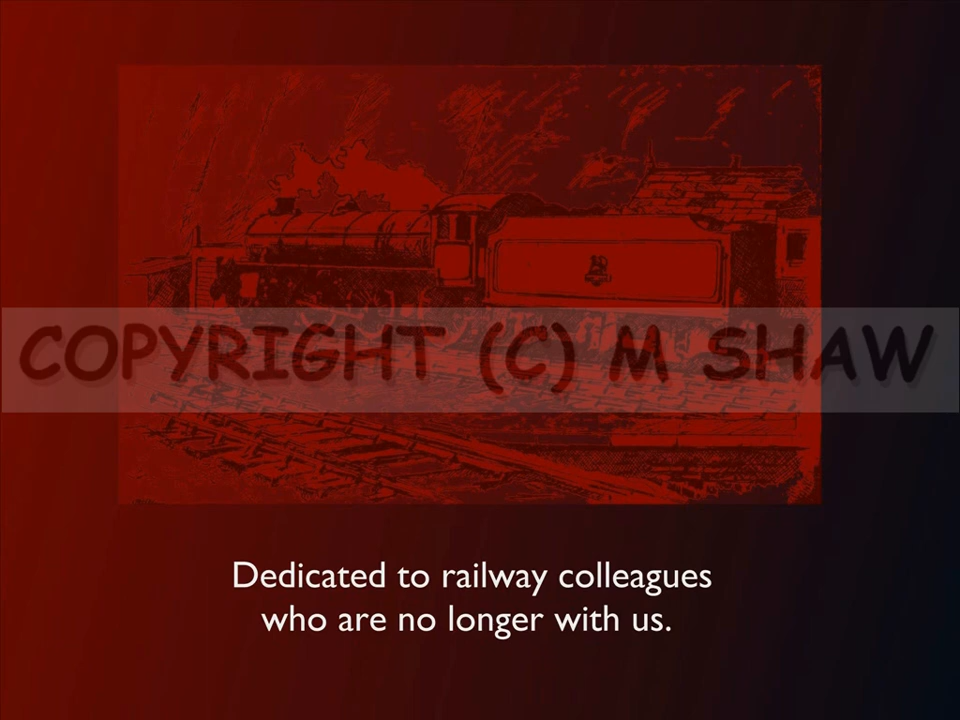 COPYRIGHT (C) M SHAW
Dedicated to railway colleagues
who are no longer with us.